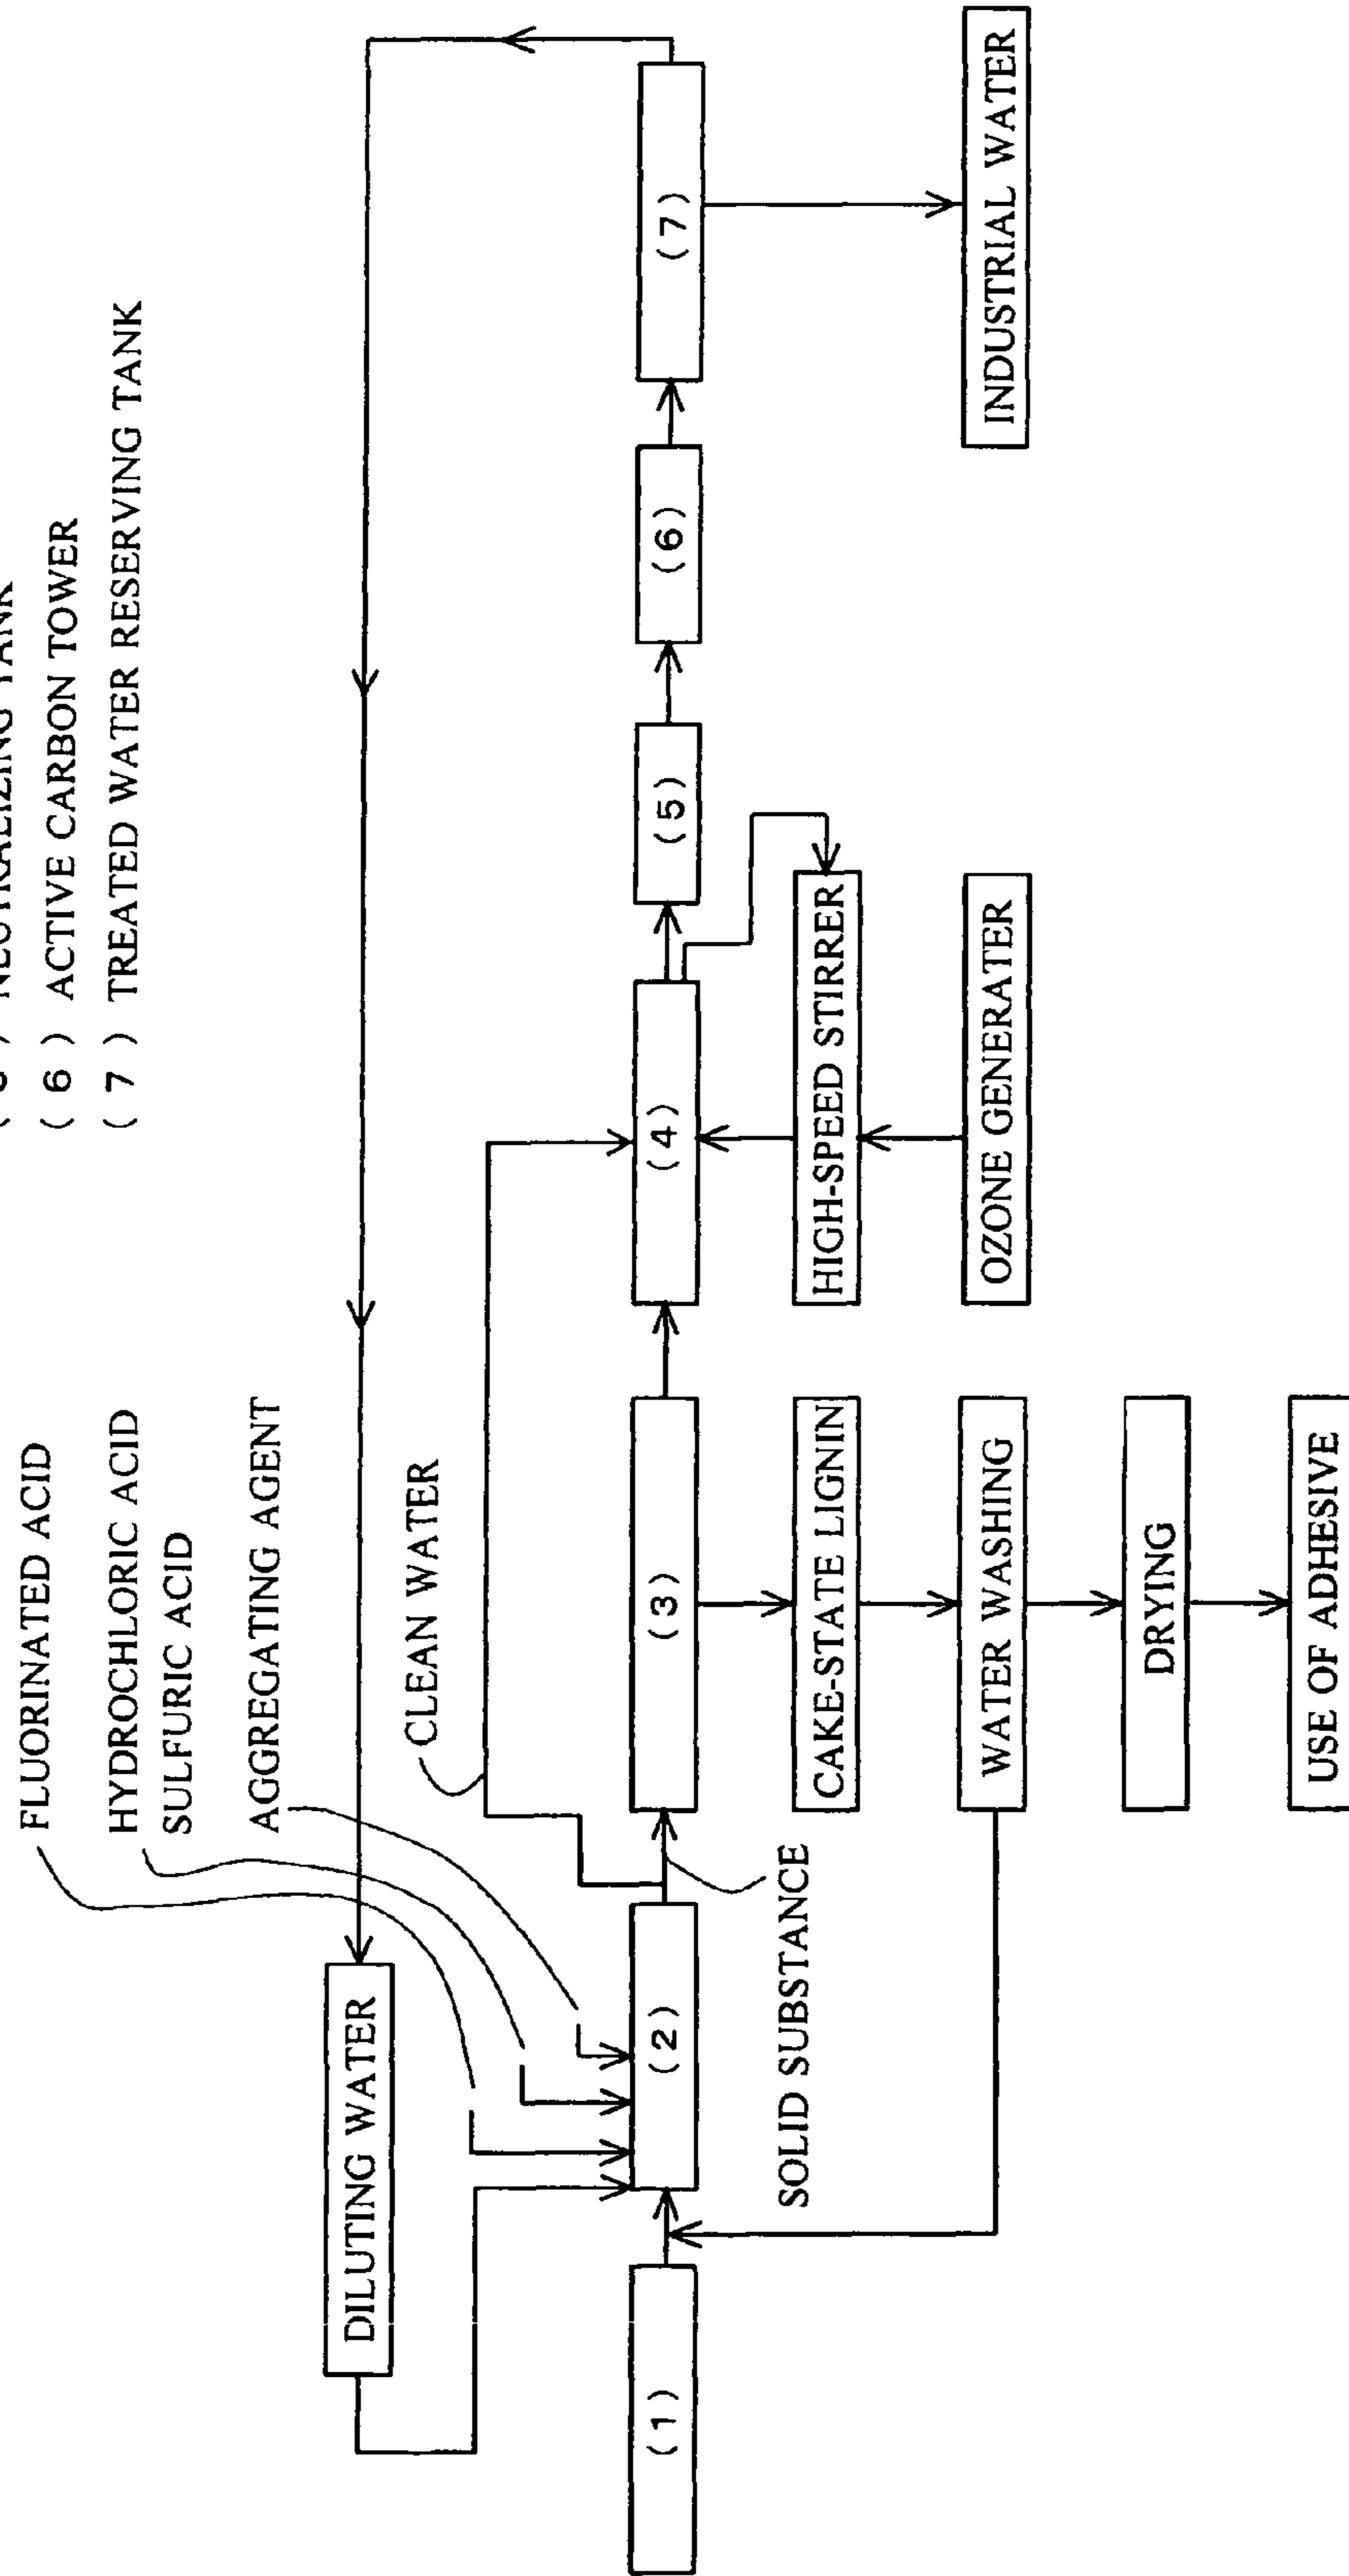 NEUTRALIZING TANK
( 6 ) ACTIVE CARBON TOWER
( 7 ) TREATED WATER RESERVING TANK
FLUORINATED ACID
HYDROCHLORIC ACID
SULFURIC ACID
AGGREGATING AGENT
DILUTING WATER
CLEAN WATER
(1)
(2)
(3)
(4)
(5)
(6)
(7)
SOLID SUBSTANCE
CAKE-STATE LIGNIN
HIGH-SPEED STIRRER
WATER WASHING
OZONE GENERATER
INDUSTRIAL WATER
DRYING
USE OF ADHESIVE